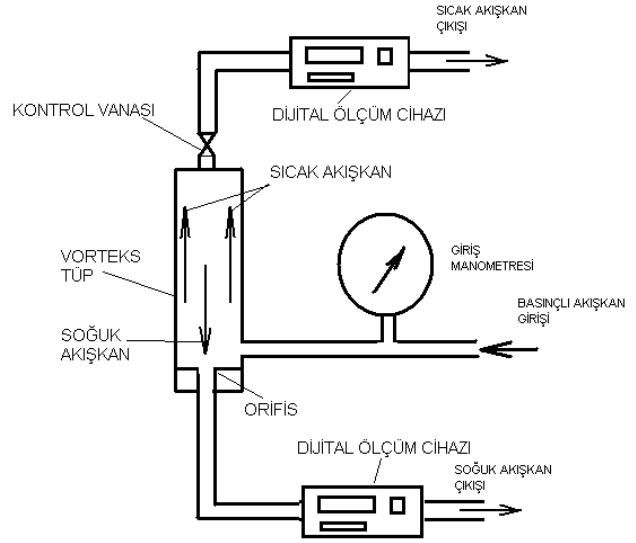 SICAK AKIŞKAN
ÇIKIŞI
KONTROL VANASI
DİJİTAL ÖLÇÜM CİHAZI
SICAK AKIŞKAN
VORTEKS
TÜP
GİRİŞ
MANOMETRESİ
BASINÇLI AKIŞKAN
GİRİŞİ
SOĞUK
AKIŞKAN
ORİFİS
DİJİTAL ÖLÇÜM CİHAZI
SOĞUK AKIŞKAN
ÇIKIŞI